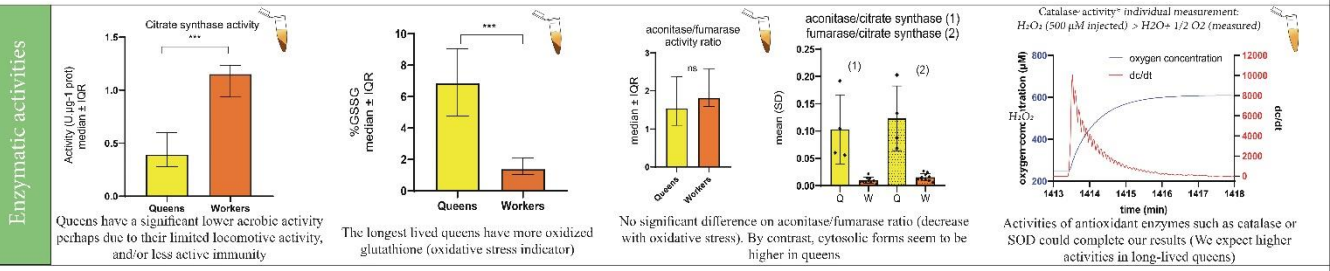 Enzymatic activities
Citrate synthase activity
***
Activity (U.µg-1 prot)
median ± IQR
1.5
1.0
0.5
0.0
Queens
Workers
Queens have a significant lower aerobic activity
perhaps due to their limited locomotive activity,
and/or less active immunity
***
%GSSG
median ± IQR
10
8
6
4
2
0
Queens
Workers
The longest lived queens have more oxidized
glutathione (oxidative stress indicator)
aconitase/fumarase
activity ratio
ns
median ± IQR
3
2
1
0
Queens
Workers
aconitase/citrate synthase (1)
fumarase/citrate synthase (2)
(1)
(2)
mean (SD)
0.25
0.20
0.15
0.10
0.05
0.00
Q
W
Q
W
No significant difference on aconitase/fumarase ratio (decrease
with oxidative stress). By contrast, cytosolic forms seem to be
higher in queens
Catalase activity* individual measurement:
H₂O₂ (500 µM injected) > H2O+ 1/2 O2 (measured)
oxygen concentration (µM)
800
600
400
200
H₂O₂
oxygen concentration
dc/dt
12000
10000
8000
6000
4000
2000
0
dc/dt
1413
1414
1415
1416
1417
1418
time (min)
Activities of antioxidant enzymes such as catalase or
SOD could complete our results (We expect higher
activities in long-lived queens)